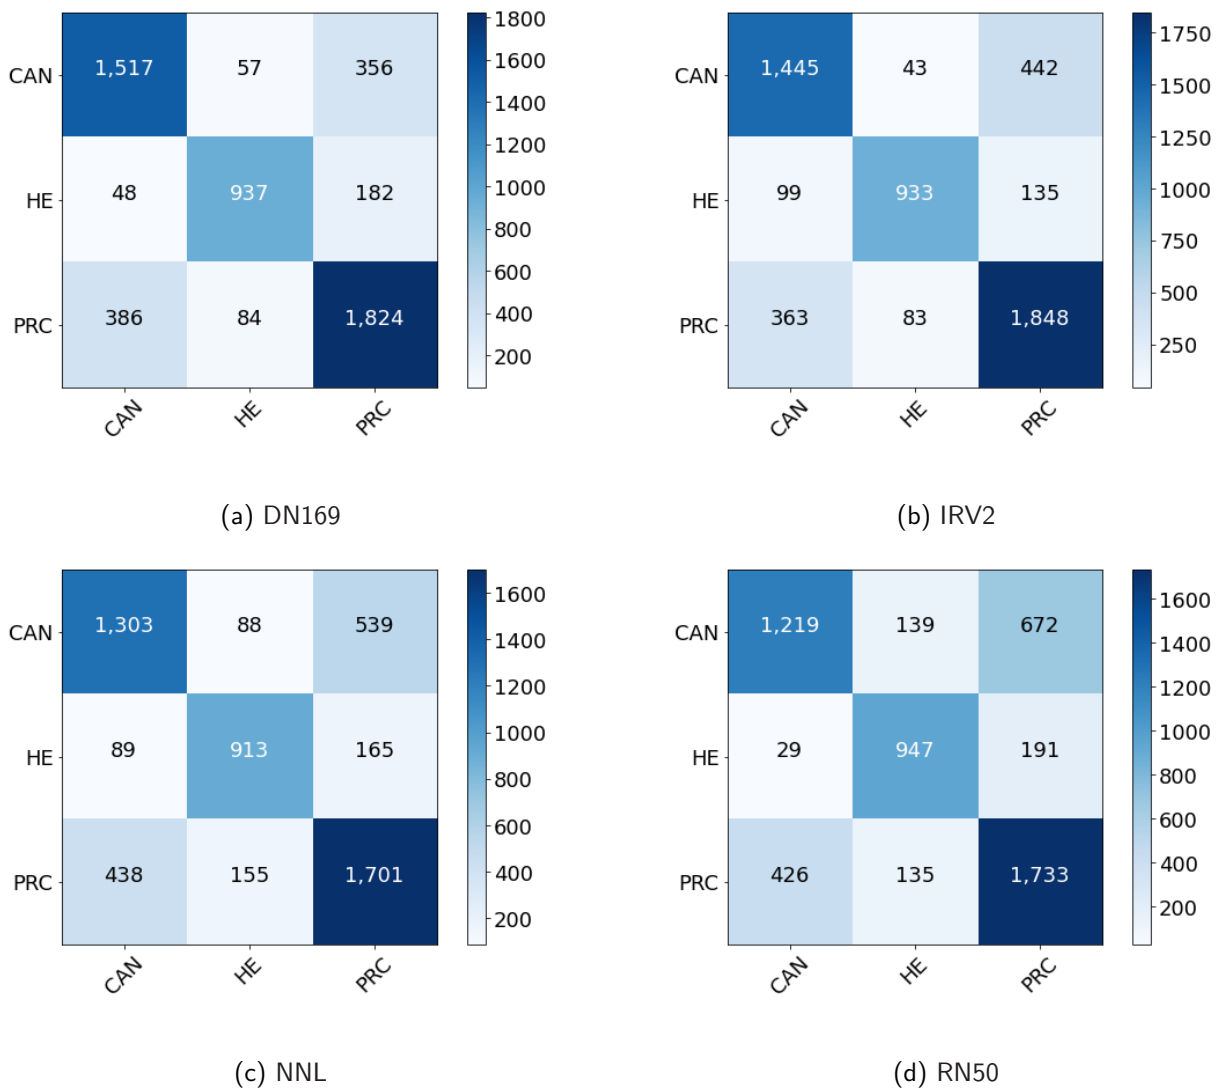 CAN 1,517 57 356
HE 48 937 182
PRC 386 84 1,824
CAN HE PRC
1800
1600
1400
1200
1000
800
600
400
200
(a) DN169
CAN 1,445 43 442
HE 99 933 135
PRC 363 83 1,848
CAN HE PRC
1750
1500
1250
1000
750
500
250
(b) IRV2
CAN 1,303 88 539
HE 89 913 165
PRC 438 155 1,701
CAN HE PRC
1600
1400
1200
1000
800
600
400
200
(c) NNL
CAN 1,219 139 672
HE 29 947 191
PRC 426 135 1,733
CAN HE PRC
1600
1400
1200
1000
800
600
400
200
(d) RN50